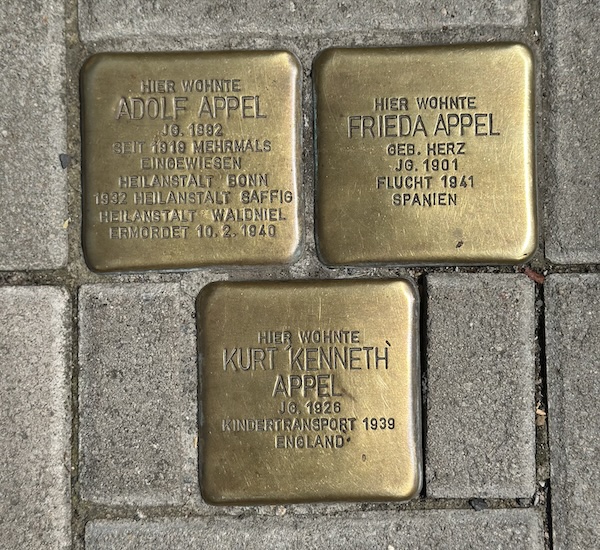 HIER WOHNTE
ADOLF APPEL
JG. 1892
SEIT 1919 MEHRMALS
EINGEWIESEN
HEILANSTALT BONN
1932 HEILANSTALT SAFFIG
HEILANSTALT WALDNIEL
ERMORDET 10. 2. 1940
HIER WOHNTE
FRIEDA APPEL
GEB. HERZ
JG. 1901
FLUCHT 1941
SPANIEN
HIER WOHNTE
KURT 'KENNETH'
APPEL
JG. 1926
KINDERTRANSPORT 1939
ENGLAND